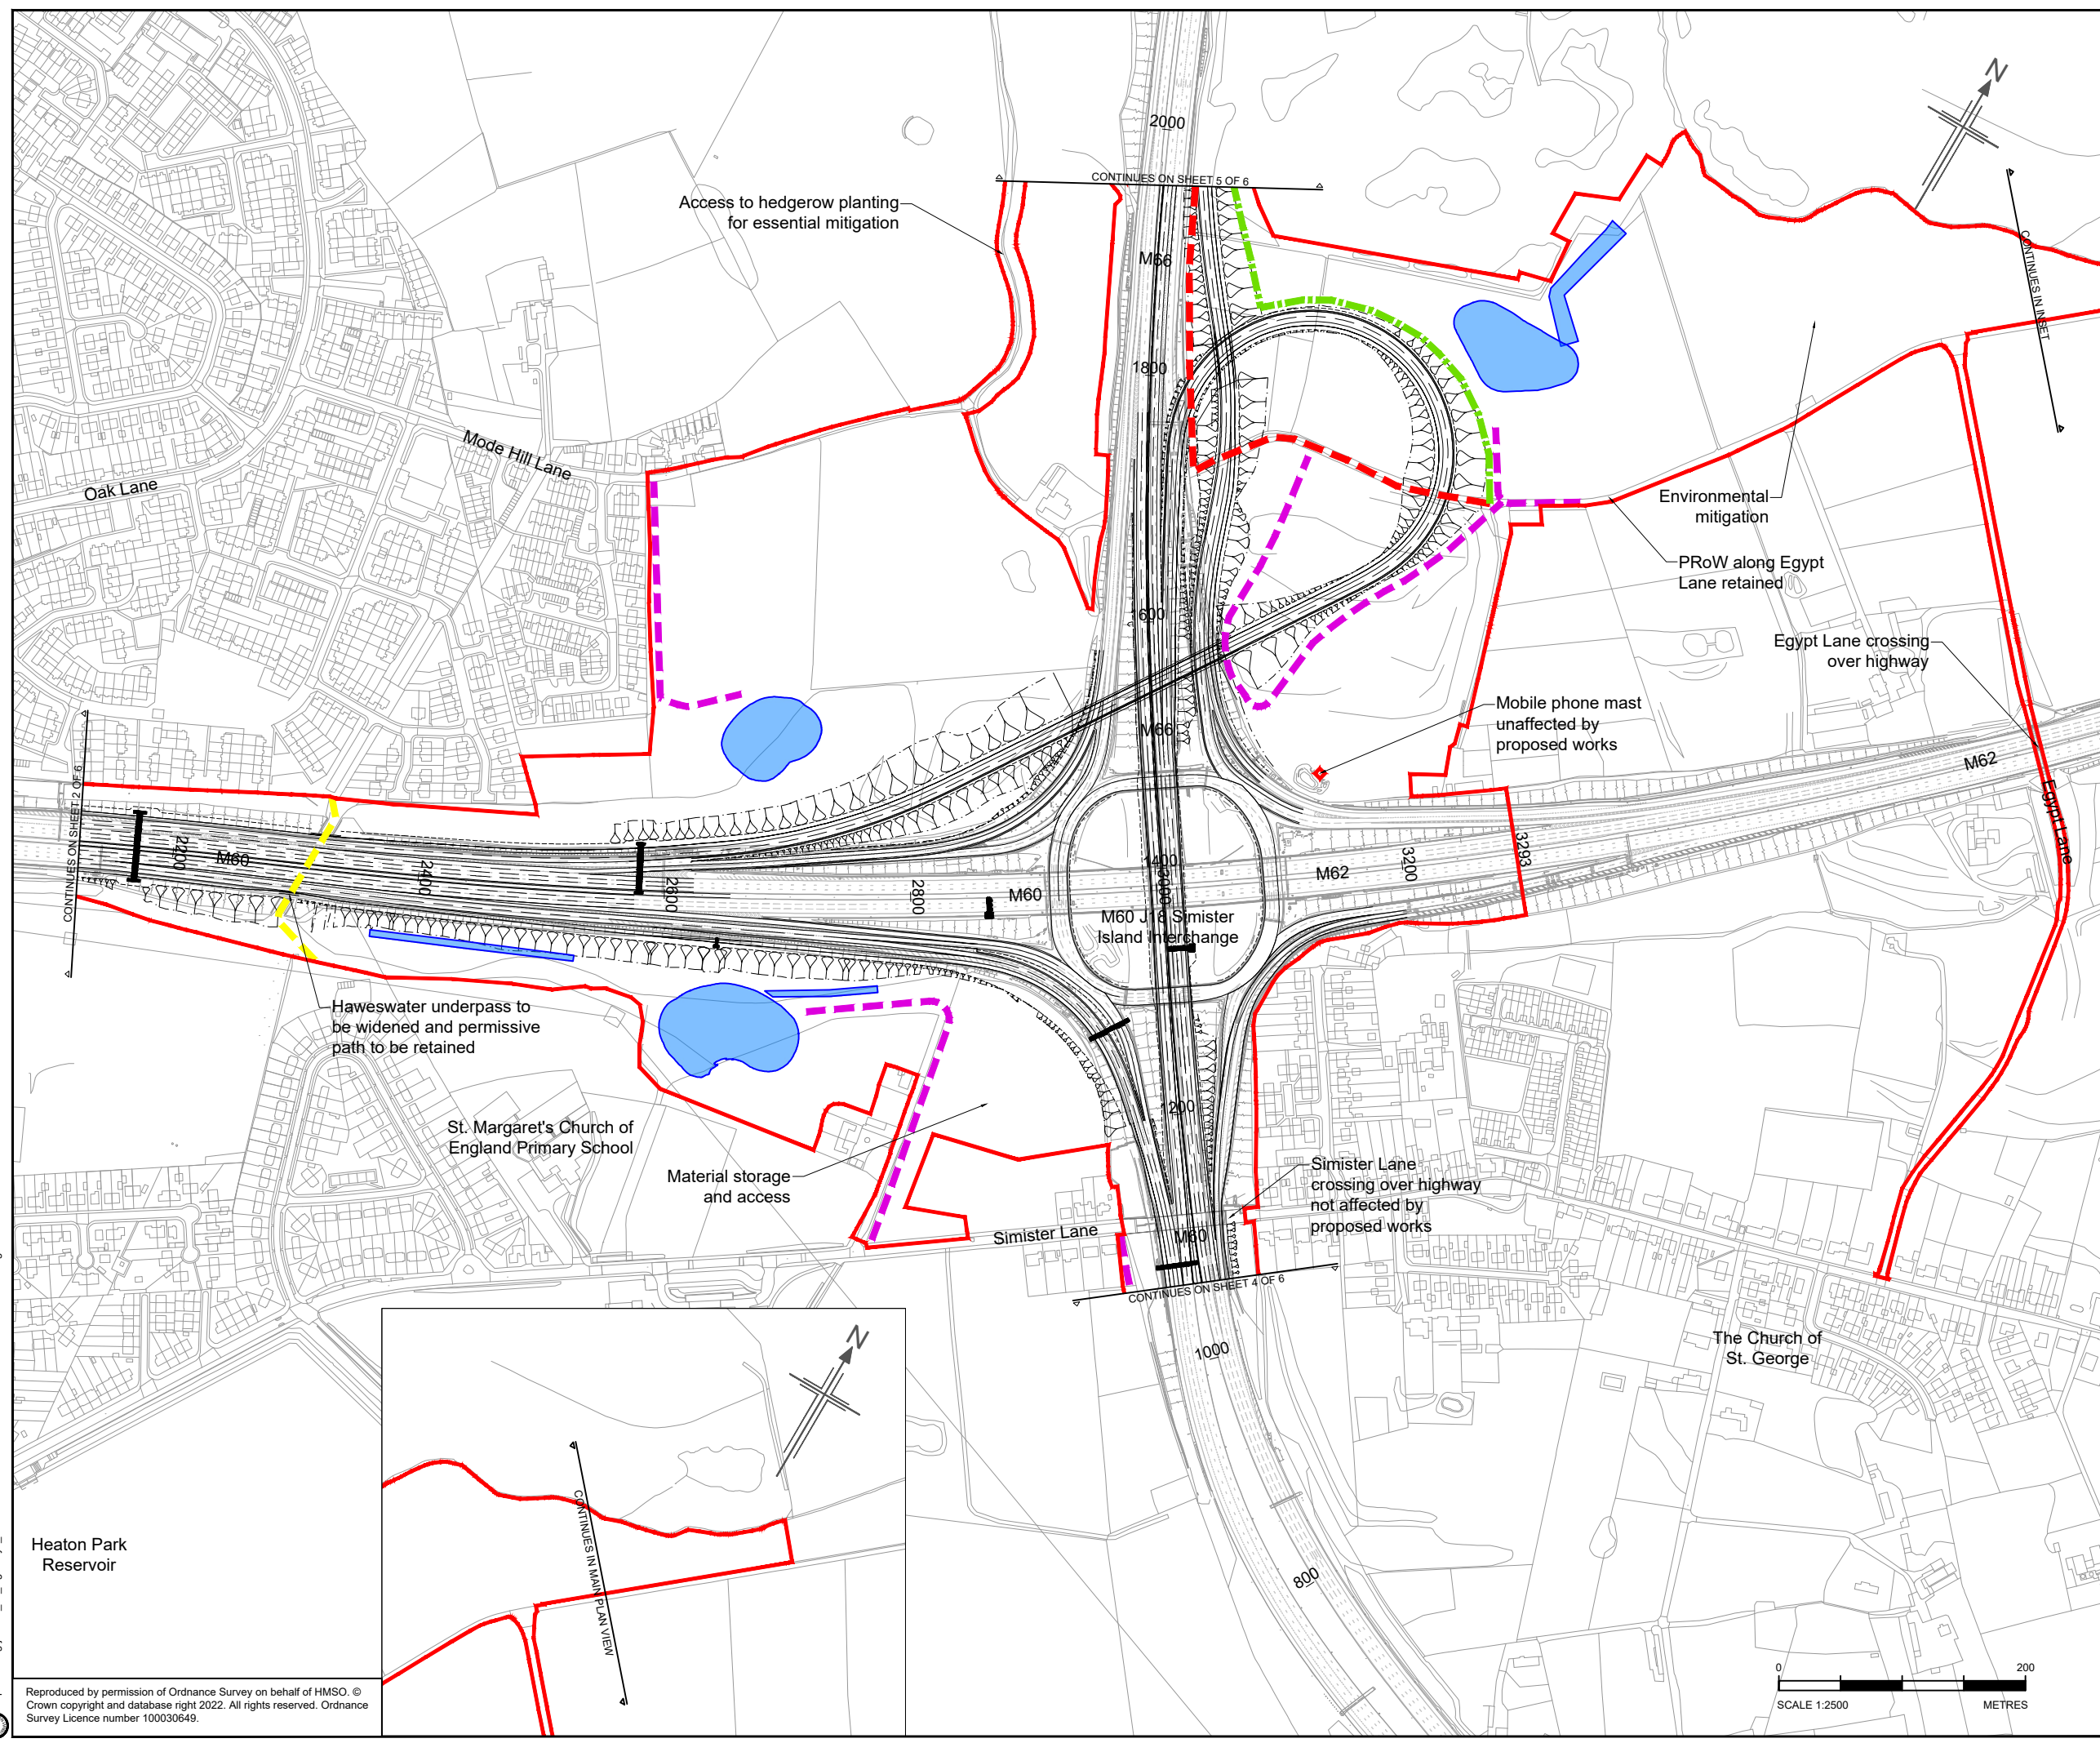 N
2000
CONTINUES ON SHEET 5 OF 6
Access to hedgerow planting
for essential mitigation
M66
CONTINUES IN INSET
1800
Mode Hill Lane
Oak Lane
Environmental
mitigation
PRoW along Egypt
Lane retained
1600
Egypt Lane crossing
over highway
Mobile phone mast
unaffected by
proposed works
M66
M62
Egypt Lane
CONTINUES ON SHEET 2 OF 6
2200
M60
2400
2600
2800
M60
1400
3000
M62
3200
3293
M60 J18 Simister
Island Interchange
Haweswater underpass to
be widened and permissive
path to be retained
St. Margaret's Church of
England Primary School
Material storage
and access
1200
Simister Lane
crossing over highway
not affected by
proposed works
Simister Lane
M60
CONTINUES ON SHEET 4 OF 6
1000
The Church of
St. George
N
CONTINUES IN MAIN PLAN VIEW
Heaton Park
Reservoir
800
0
200
SCALE 1:2500
METRES
Reproduced by permission of Ordnance Survey on behalf of HMSO. ©
Crown copyright and database right 2022. All rights reserved. Ordnance
Survey Licence number 100030649.